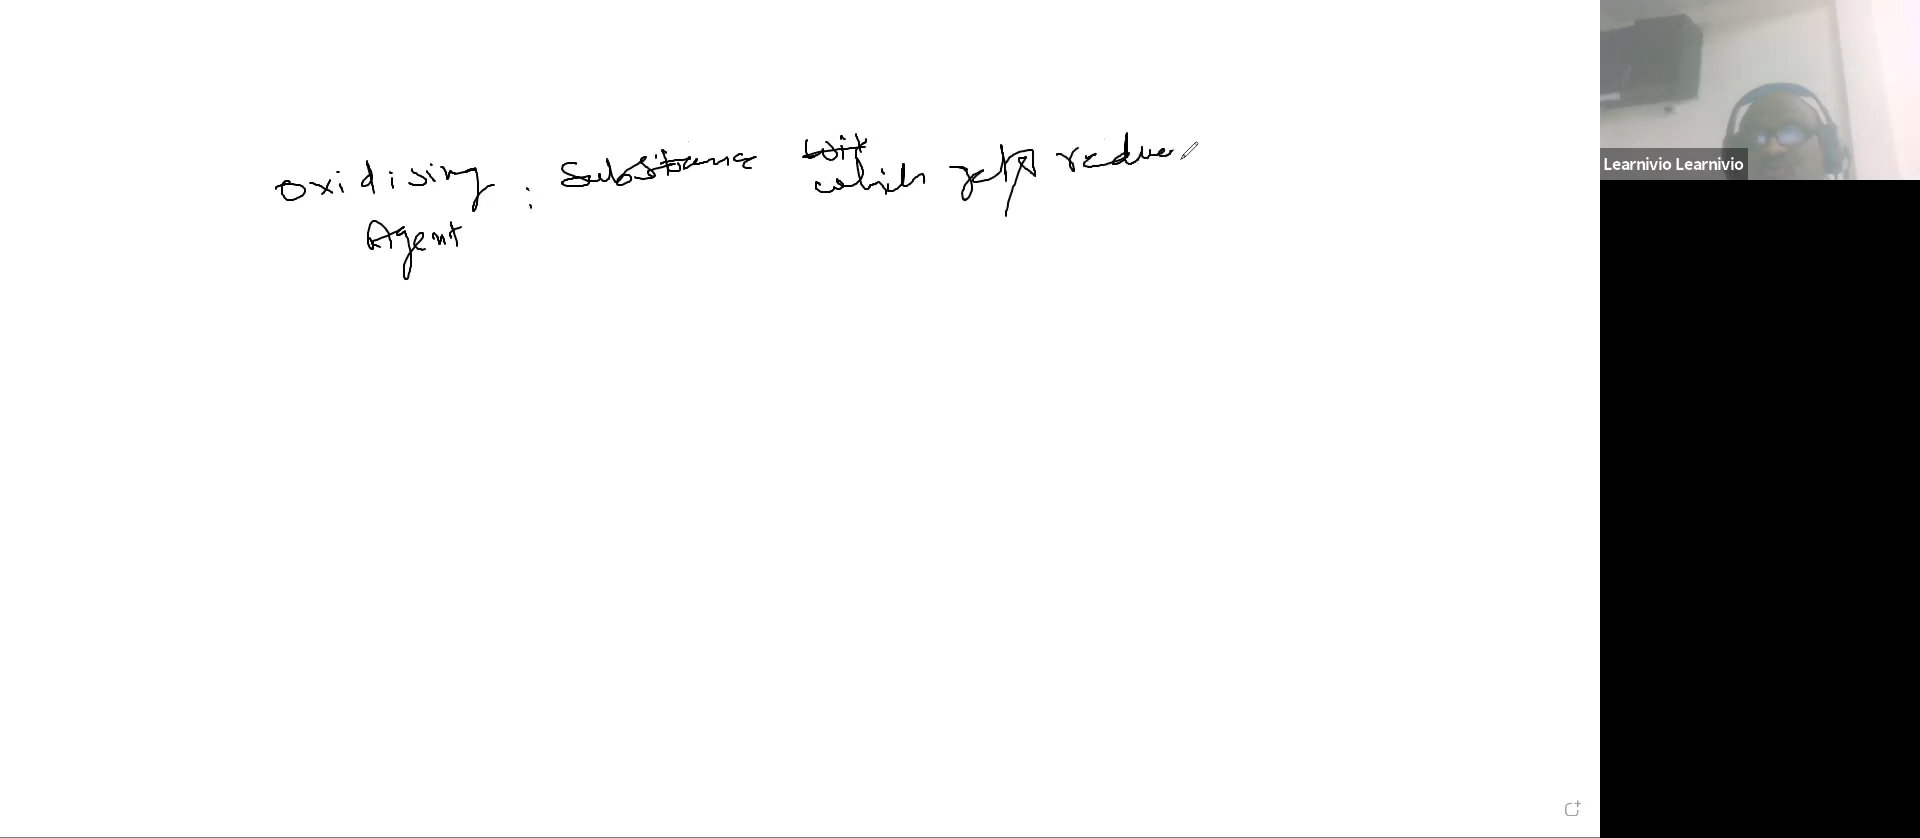 Oxidising : Substance which gets reduce
Agent
Learnivio Learnivio